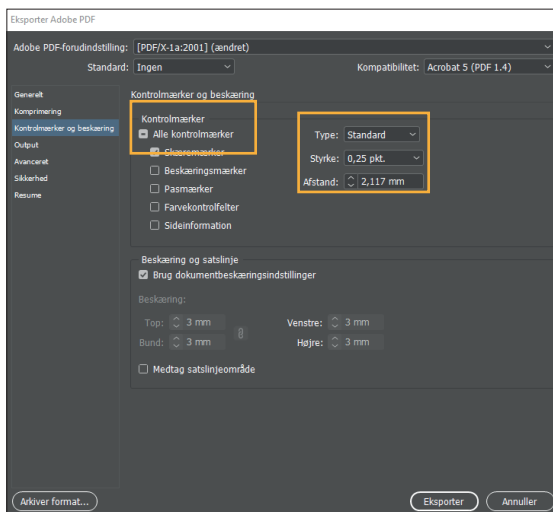 Eksporter Adobe PDF
Adobe PDF-forudindstilling: [PDF/X-1a:2001] (ændret)
Standard: Ingen Kompatibilitet: Acrobat 5 (PDF 1.4)
Generelt
Komprimering
Kontrolmærker og beskæring
Output
Avanceret
Sikkerhed
Resume
Kontrolmærker og beskæring
Kontrolmærker
Alle kontrolmærker
Skæremærker
Beskæringsmærker
Pasmærker
Farvekontrolfelter
Sideinformation
Type: Standard
Styrke: 0,25 pkt.
Afstand: 2,117 mm
Beskæring og satslinje
Brug dokumentbeskæringsindstillinger
Beskæring:
Top: 3 mm Venstre: 3 mm
Bund: 3 mm Højre: 3 mm
Medtag satslinjeområde
Arkiver format... Eksporter Annuller